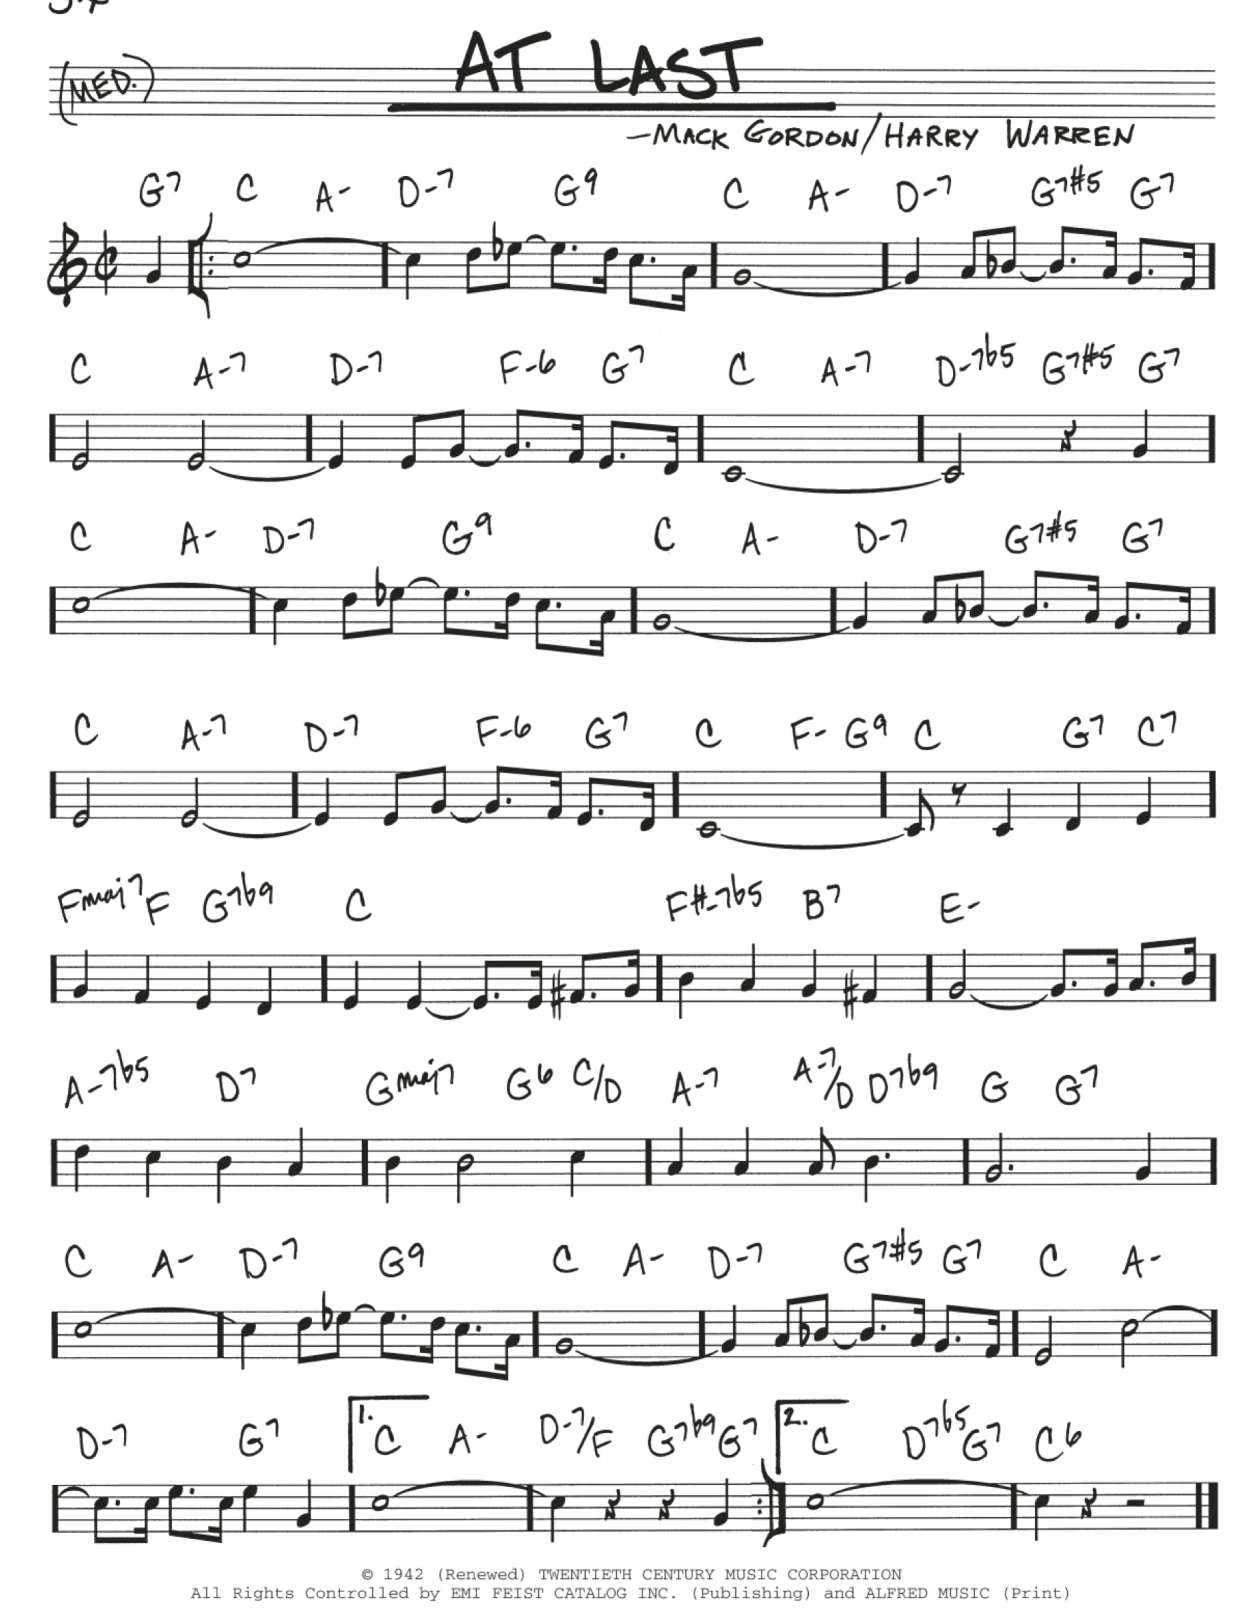 AT LAST
(MED.)
—MACK GORDON/HARRY WARREN
G7 C A- D-7 G9 C A- D-7 G7#5 G7
C A-7 D-7 F-6 G7 C A-7 D-7b5 G7#5 G7
C A- D-7 G9 C A- D-7 G7#5 G7
C A-7 D-7 F-6 G7 C F- G9 C G7 C7
Fmaj7 F G7b9 C F#-7b5 B7 E-
A-7b5 D7 Gmaj7 G6 C/D A-7 A-7/D D7b9 G G7
C A- D-7 G9 C A- D-7 G7#5 G7 C A-
D-7 G7 1. C A- D-7/F G7b9 G7 2. C D7b5 G7 C6
© 1942 (Renewed) TWENTIETH CENTURY MUSIC CORPORATION
All Rights Controlled by EMI FEIST CATALOG INC. (Publishing) and ALFRED MUSIC (Print)